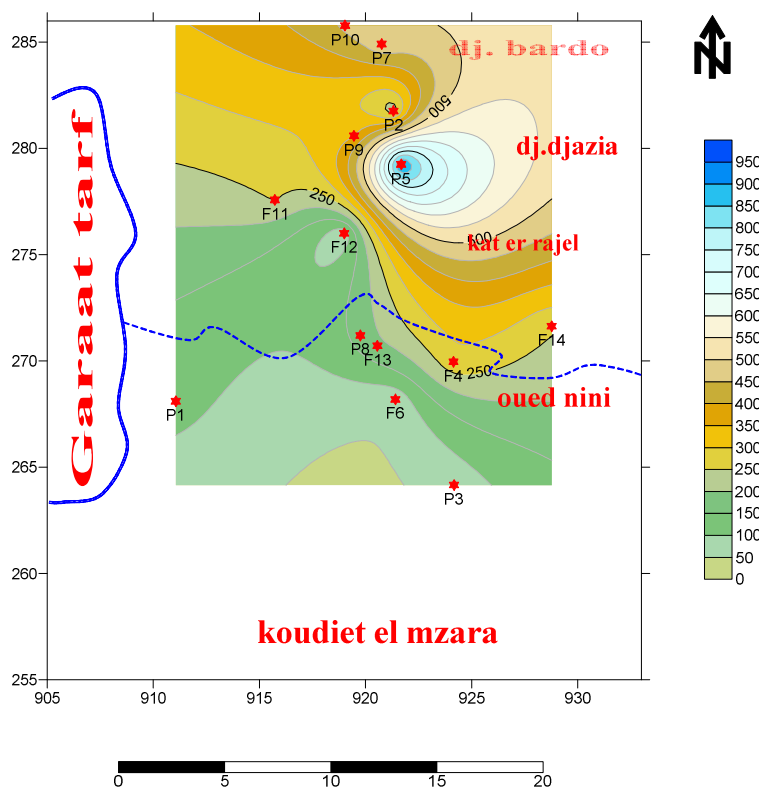 N
285
P10
P7
dj. bardo
500
P2
280
P9
dj.djazia
P5
Garaat tarf
250
F11
F12
500
kat er rajel
275
270
P8
F13
F4
250
F14
P1
F6
oued nini
265
P3
260
koudiet el mzara
255
905 910 915 920 925 930
0 5 10 15 20
950
900
850
800
750
700
650
600
550
500
450
400
350
300
250
200
150
100
50
0